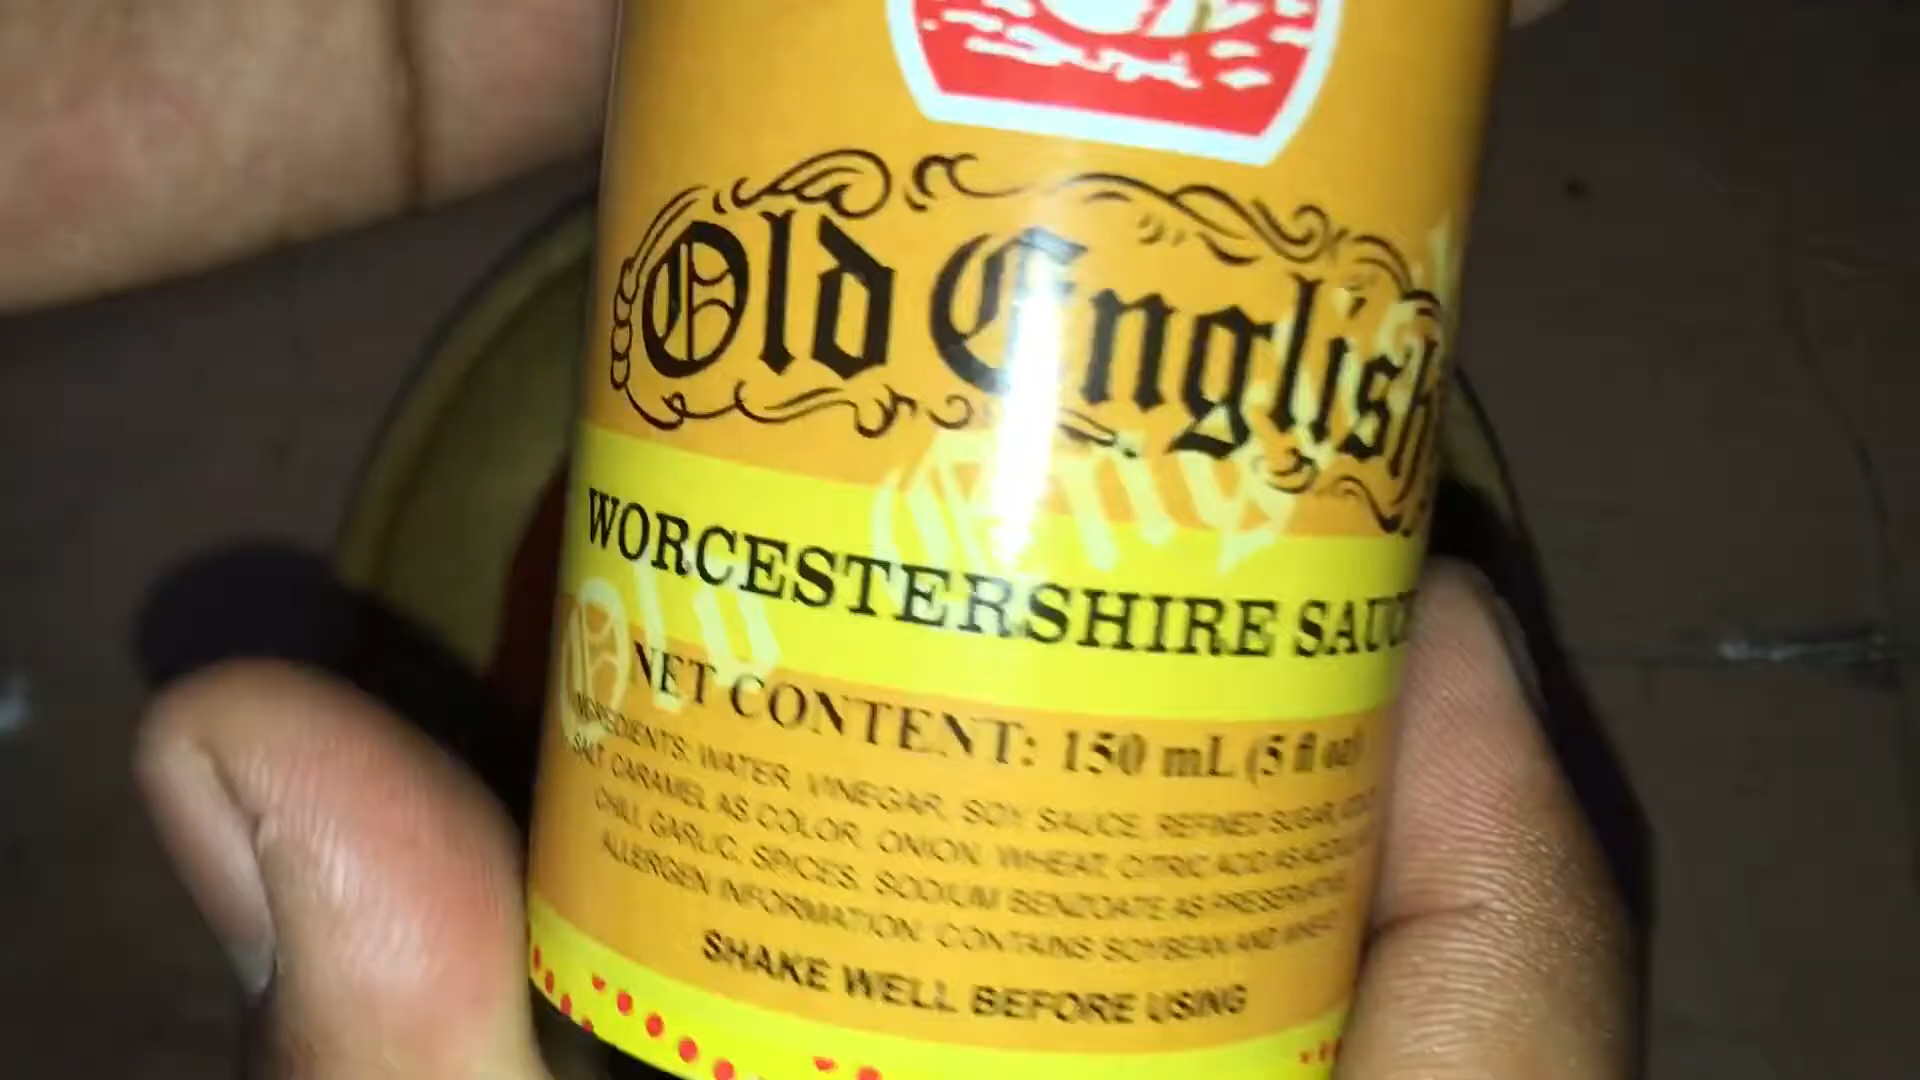 Old English
WORCESTERSHIRE SAUC
NET CONTENT: 150 mL (5 fl oz)
INGREDIENTS: WATER, VINEGAR, SOY SAUCE, REFINED SUGAR,
SALT, CARAMEL AS COLOR, ONION, WHEAT, CITRIC ACID AS
CHILI, GARLIC, SPICES, SODIUM BENZOATE AS PRESERVATIVE
ALLERGEN INFORMATION: CONTAINS SOYBEAN AND WHEAT
SHAKE WELL BEFORE USING